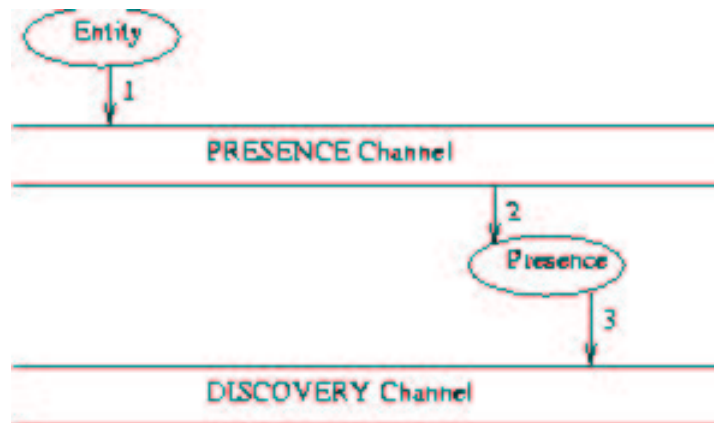 Entity
1
PRESENCE Channel
2
Presence
3
DISCOVERY Channel